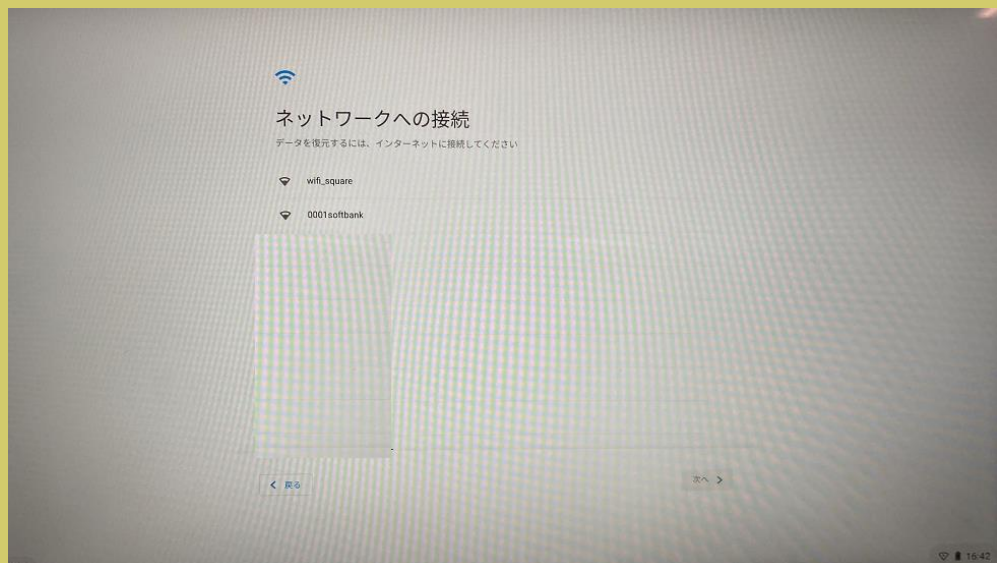 ネットワークへの接続
データを復元するには、インターネットに接続してください
wifi_square
0001softbank
戻る
次へ
16:42